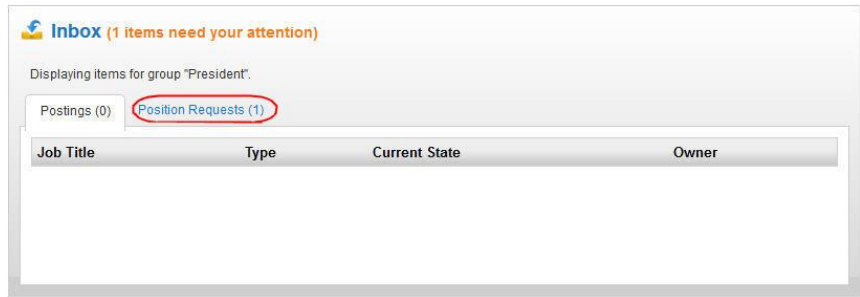 Inbox (1 items need your attention)
Displaying items for group "President".
Postings (0) Position Requests (1)
Job Title Type Current State Owner